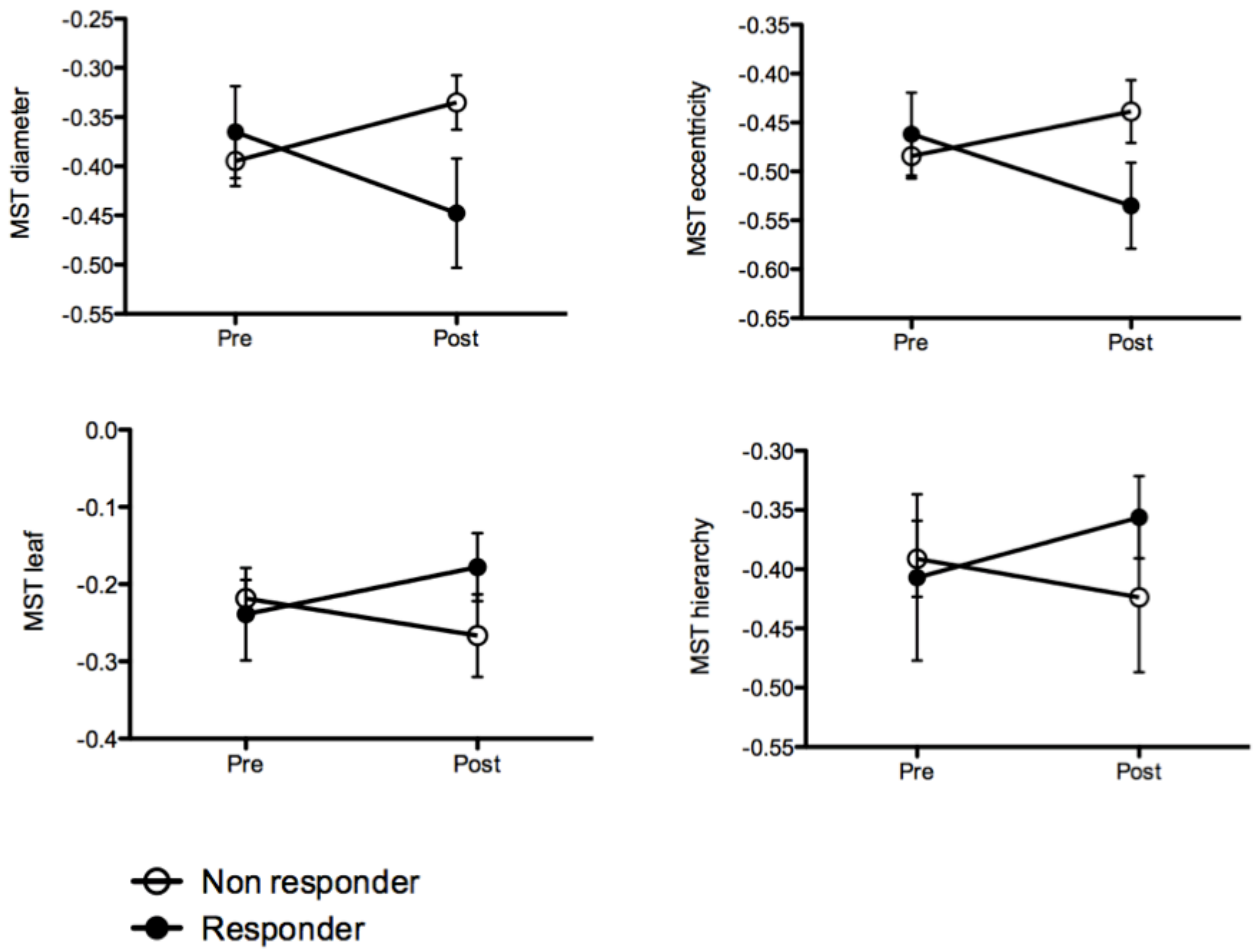 MST diameter
-0.25
-0.30
-0.35
-0.40
-0.45
-0.50
-0.55
Pre Post
MST eccentricity
-0.35
-0.40
-0.45
-0.50
-0.55
-0.60
-0.65
Pre Post
MST leaf
0.0
-0.1
-0.2
-0.3
-0.4
Pre Post
MST hierarchy
-0.30
-0.35
-0.40
-0.45
-0.50
-0.55
Pre Post
Non responder
Responder